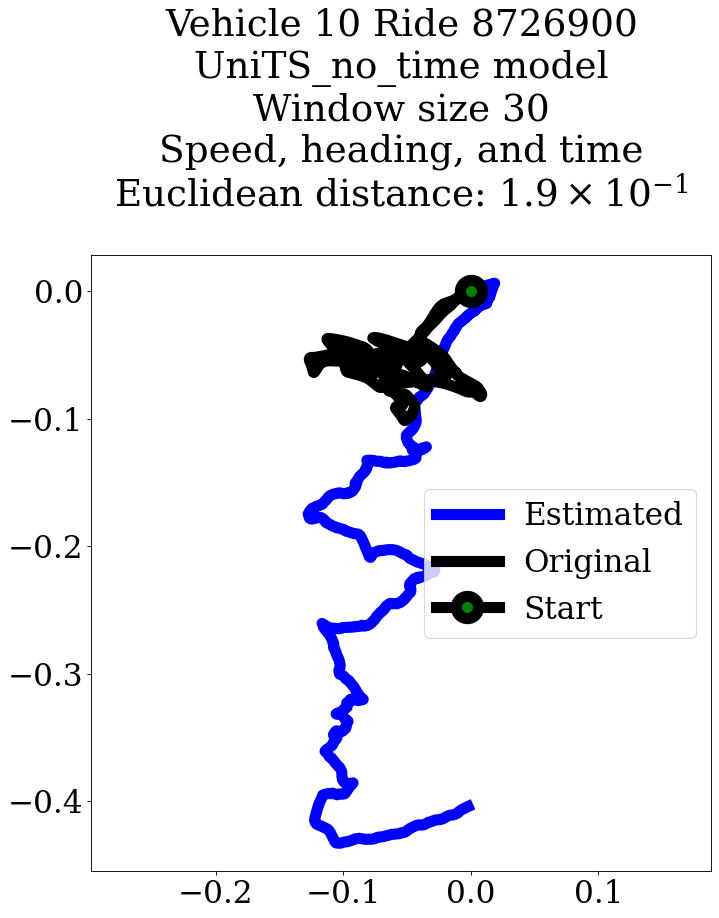 Vehicle 10 Ride 8726900
UniTS_no_time model
Window size 30
Speed, heading, and time
Euclidean distance: 1.9 × 10⁻¹
0.0
−0.1
−0.2
−0.3
−0.4
Estimated
Original
Start
−0.2 −0.1 0.0 0.1